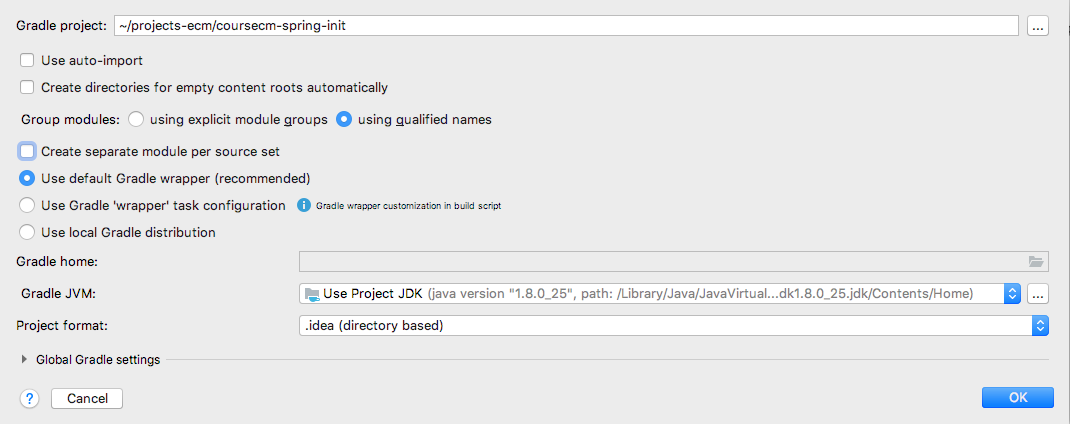 Gradle project: ~/projects-ecm/coursecm-spring-init ...
Use auto-import
Create directories for empty content roots automatically
Group modules: using explicit module groups using qualified names
Create separate module per source set
Use default Gradle wrapper (recommended)
Use Gradle 'wrapper' task configuration i Gradle wrapper customization in build script
Use local Gradle distribution
Gradle home:
Gradle JVM: Use Project JDK (java version "1.8.0_25", path: /Library/Java/JavaVirtual...dk1.8.0_25.jdk/Contents/Home) ...
Project format: .idea (directory based)
Global Gradle settings
? Cancel OK